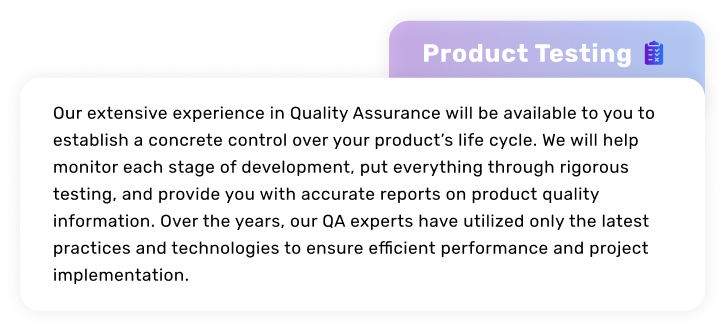 Product Testing
Our extensive experience in Quality Assurance will be available to you to
establish a concrete control over your product’s life cycle. We will help
monitor each stage of development, put everything through rigorous
testing, and provide you with accurate reports on product quality
information. Over the years, our QA experts have utilized only the latest
practices and technologies to ensure efficient performance and project
implementation.